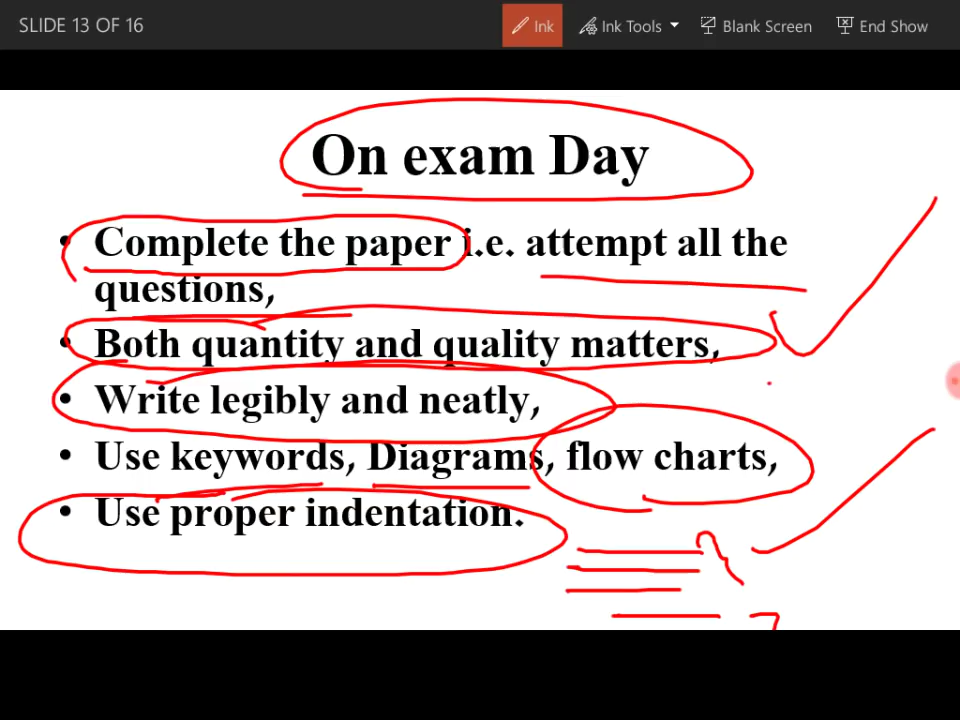 SLIDE 13 OF 16 Ink Ink Tools Blank Screen End Show
On exam Day
• Complete the paper i.e. attempt all the
questions,
• Both quantity and quality matters,
• Write legibly and neatly,
• Use keywords, Diagrams, flow charts,
• Use proper indentation.